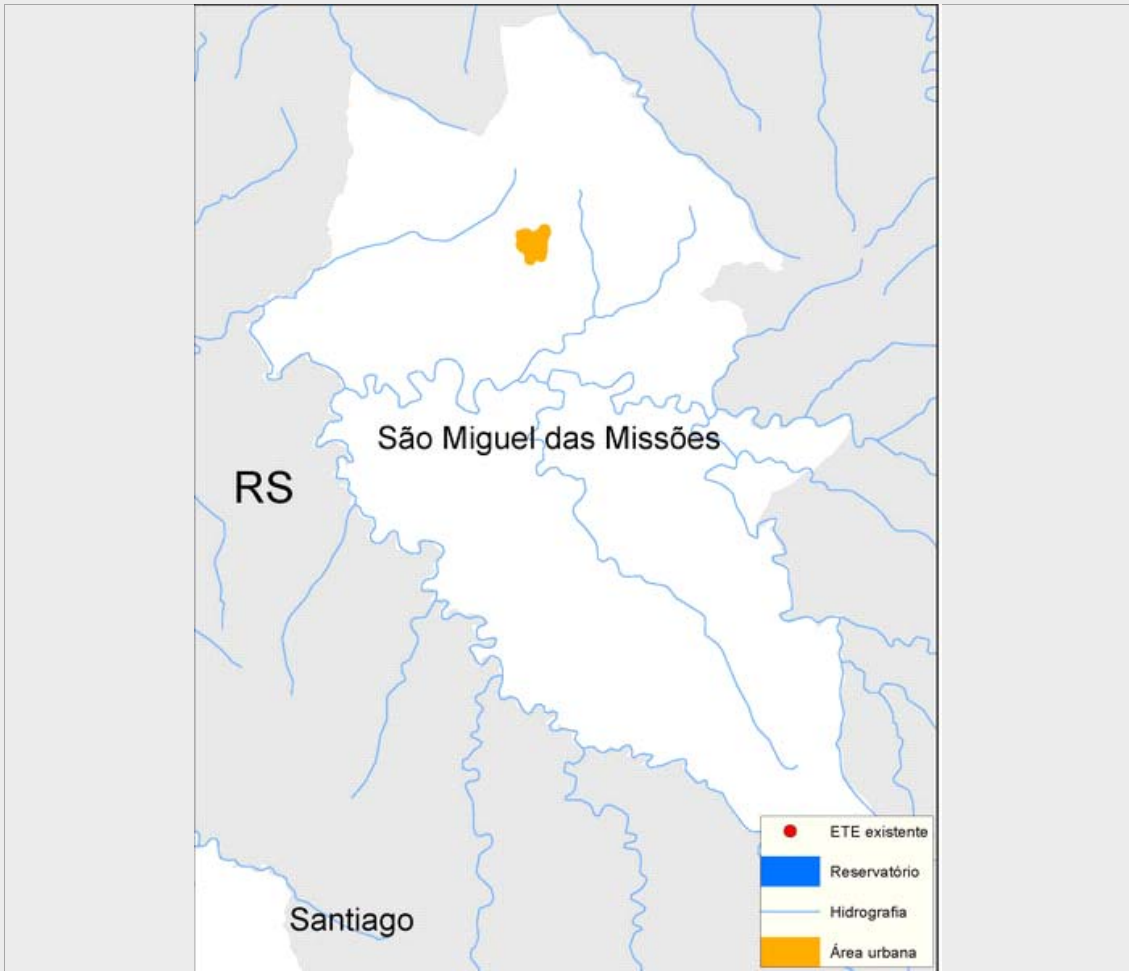 São Miguel das Missões
RS
ETE existente
Reservatório
Hidrografia
Área urbana
Santiago